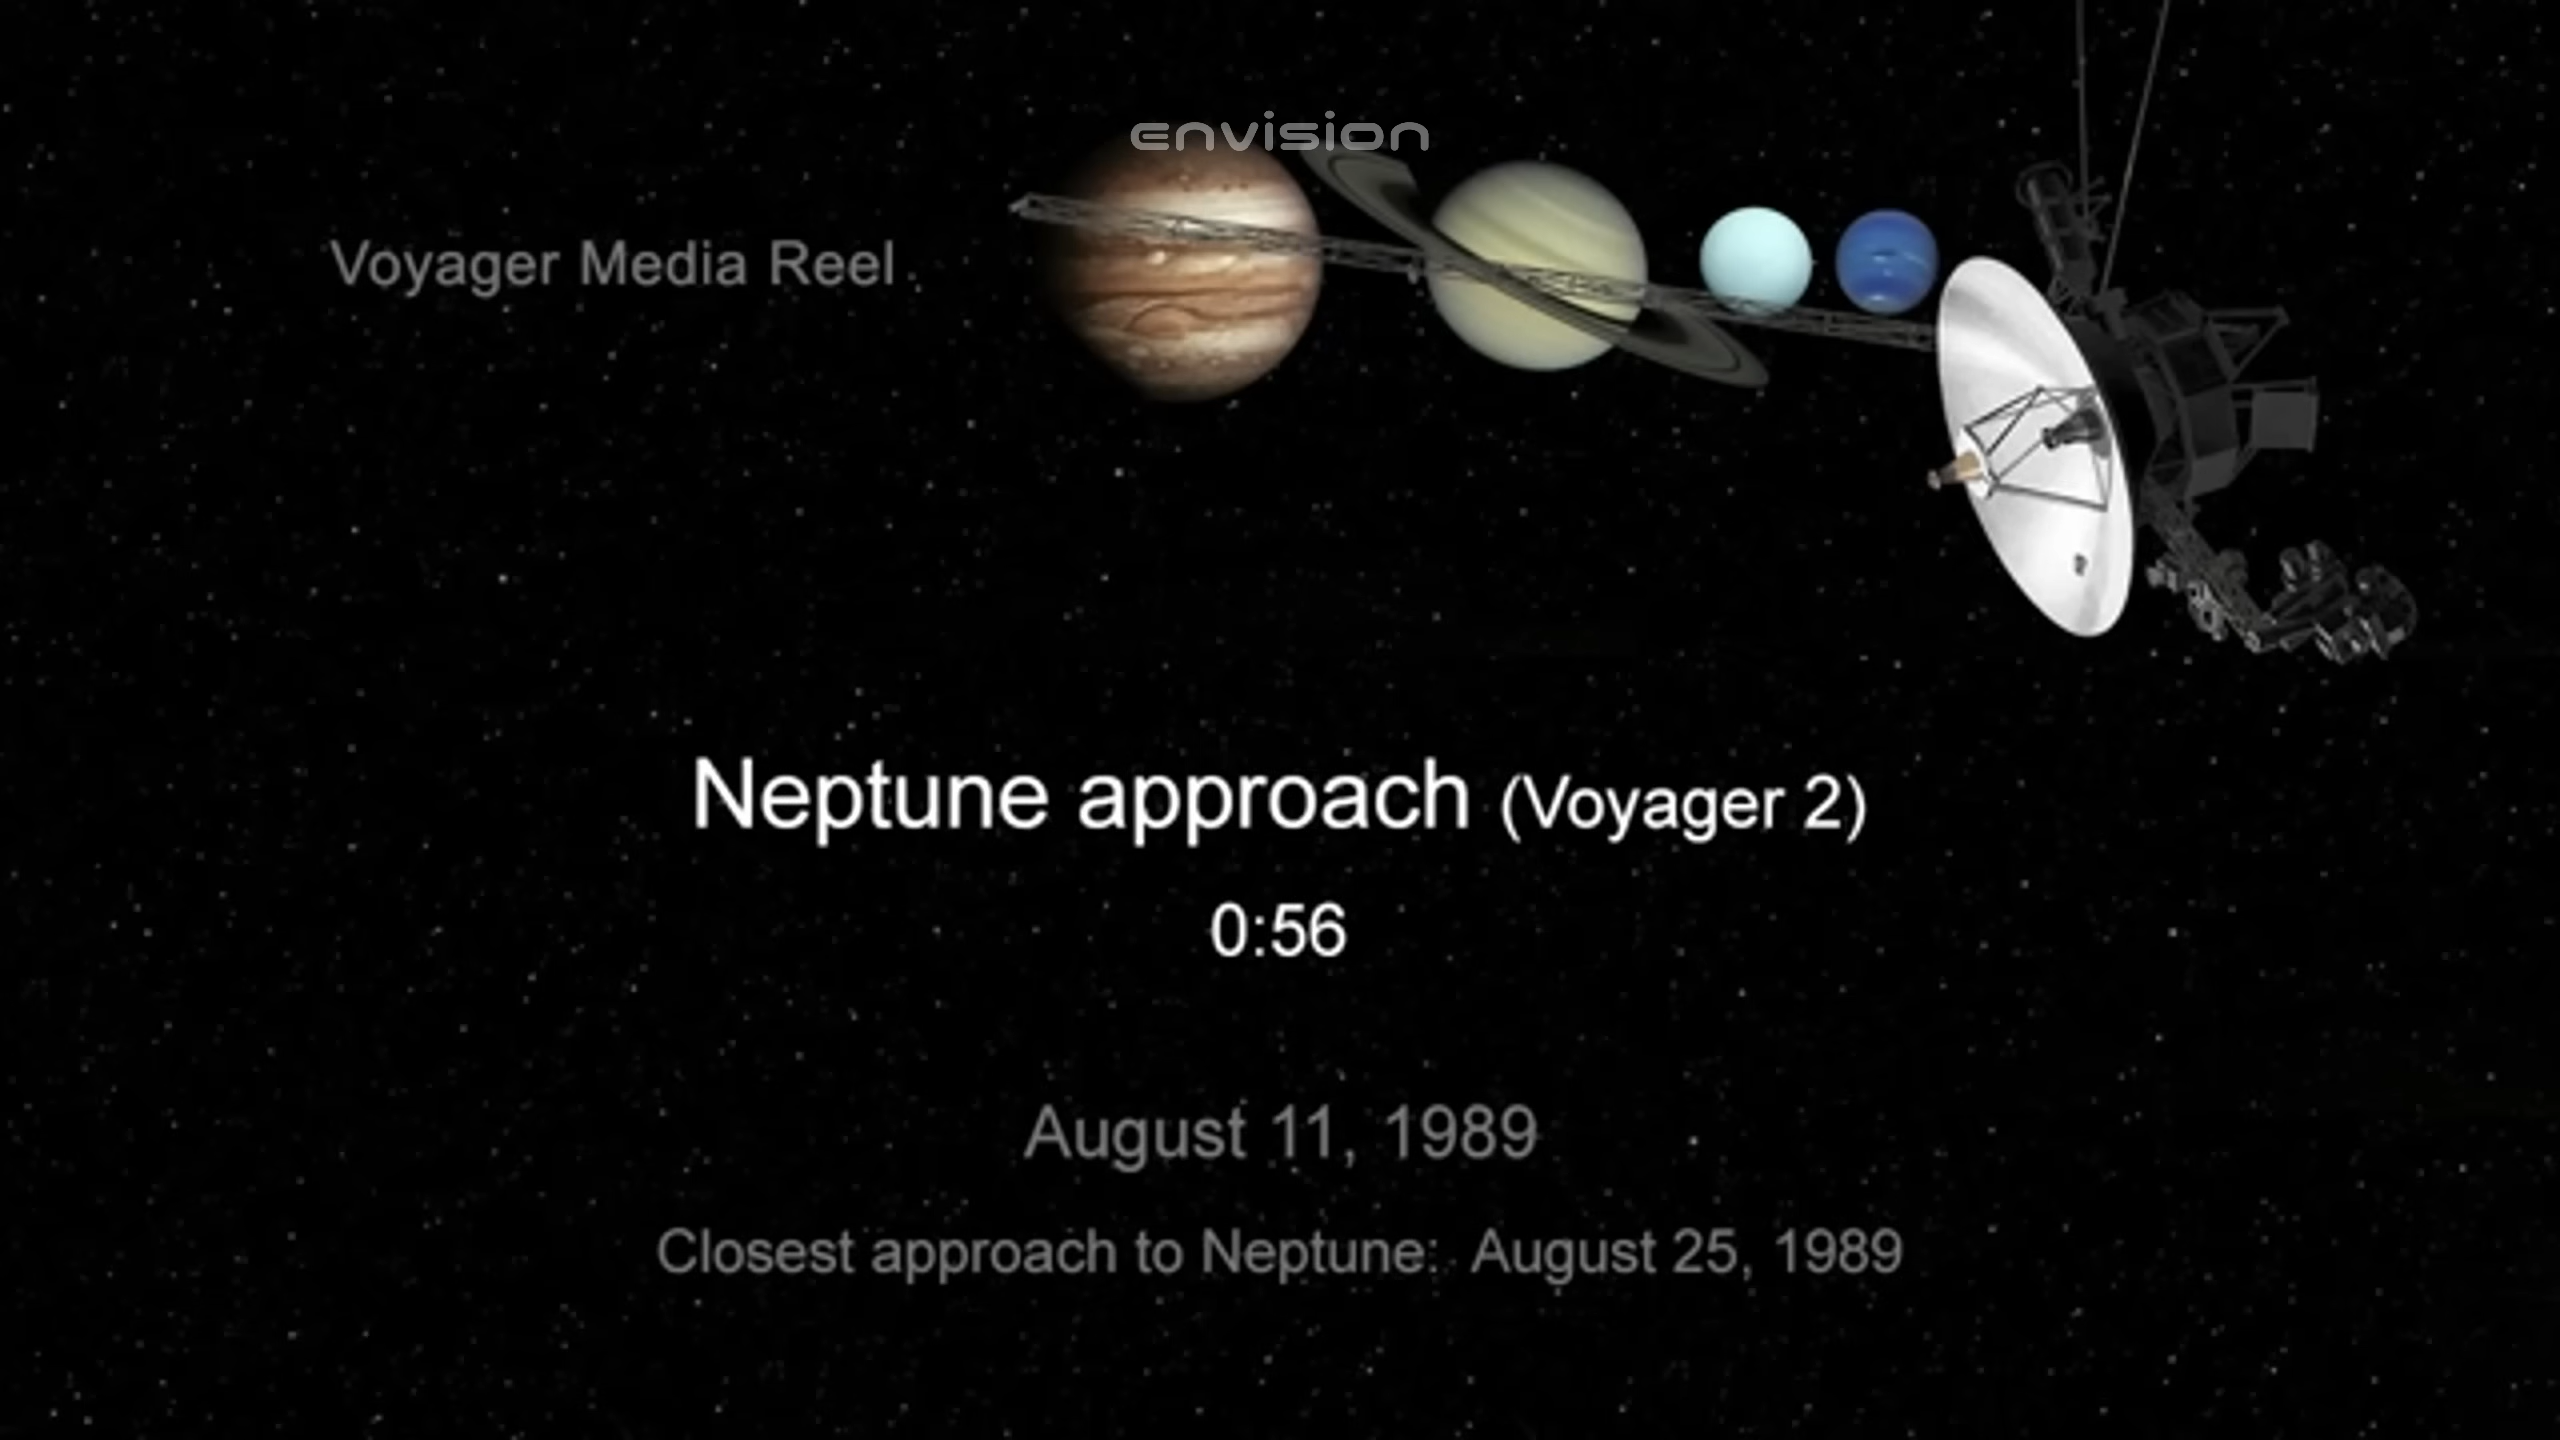 envision
Voyager Media Reel
Neptune approach (Voyager 2)
0:56
August 11, 1989
Closest approach to Neptune: August 25, 1989